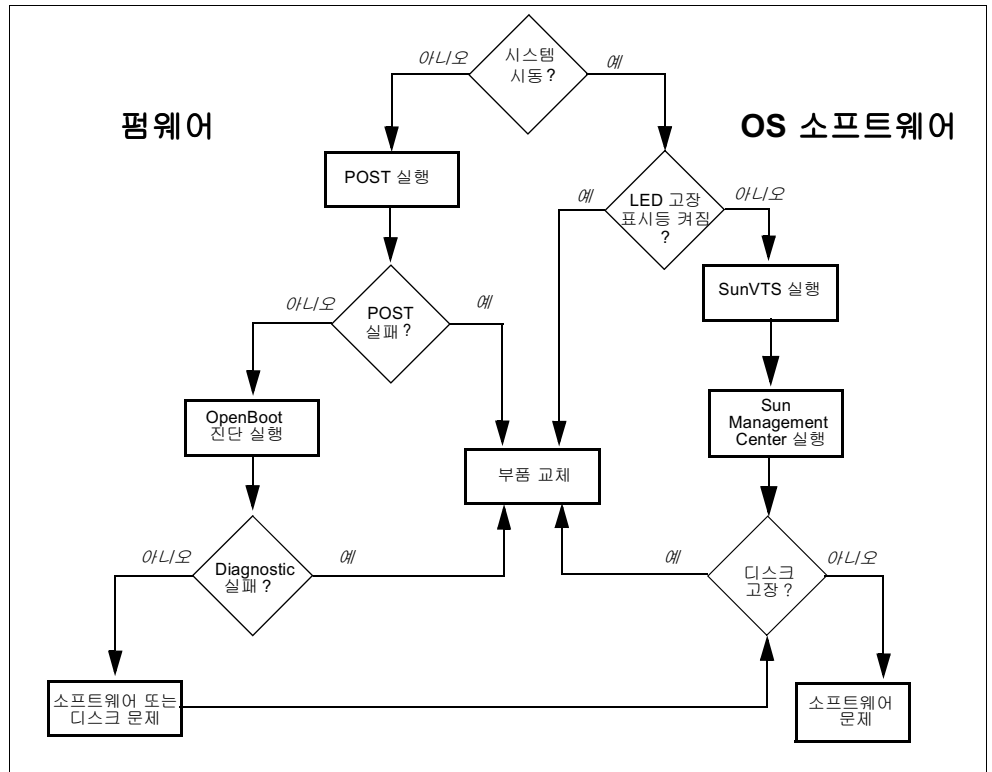 시스템
시동?
아니오
예
펌웨어
OS 소프트웨어
POST 실행
LED 고장
표시등 켜짐
?
예
아니오
SunVTS 실행
POST
실패?
아니오
예
OpenBoot
진단 실행
Sun
Management
Center 실행
부품 교체
Diagnostic
실패?
아니오
예
디스크
고장?
예
아니오
소프트웨어 또는
디스크 문제
소프트웨어
문제